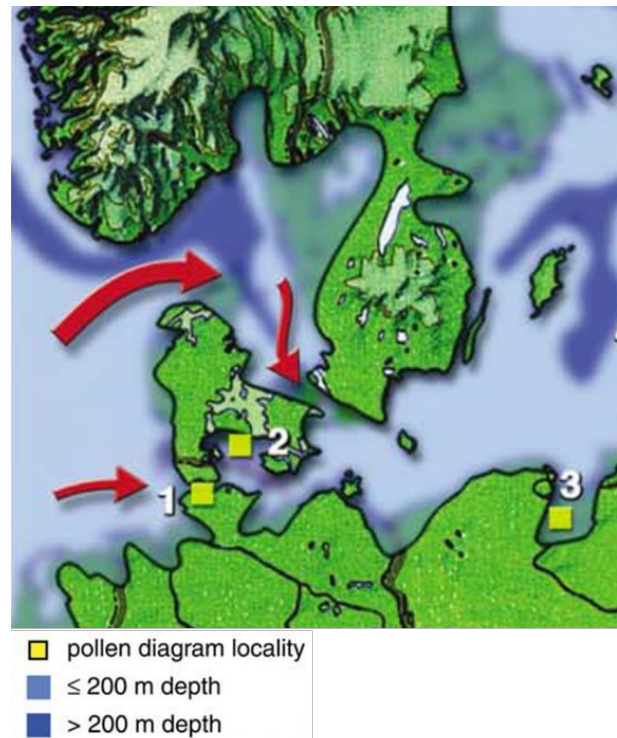 2
1
3
pollen diagram locality
≤ 200 m depth
> 200 m depth